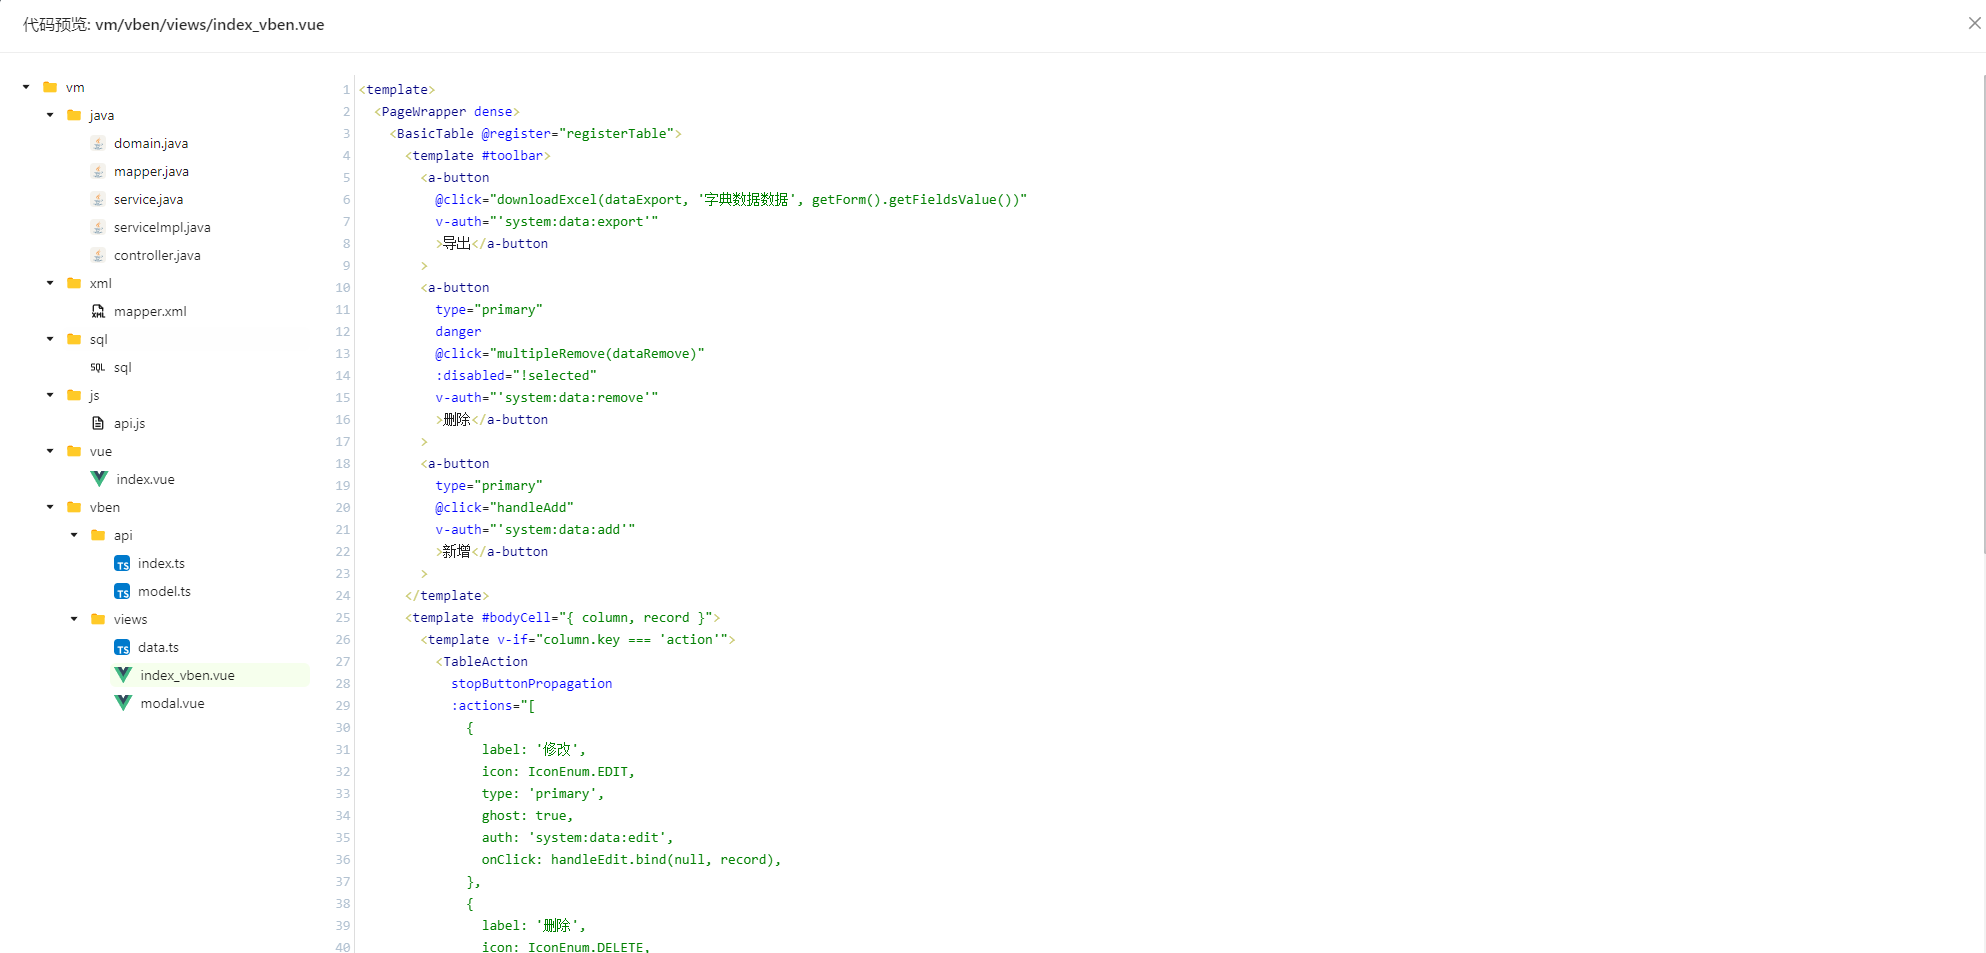 代码预览: vm/vben/views/index_vben.vue
vm
java
domain.java
mapper.java
service.java
serviceImpl.java
controller.java
xml
mapper.xml
sql
SQL sql
js
api.js
vue
index.vue
vben
api
TS index.ts
TS model.ts
views
TS data.ts
index_vben.vue
modal.vue
1 <template>
2 <PageWrapper dense>
3 <BasicTable @register="registerTable">
4 <template #toolbar>
5 <a-button
6 @click="downloadExcel(dataExport, '字典数据数据', getForm().getFieldsValue())"
7 v-auth="'system:data:export'"
8 >导出</a-button
9 >
10 <a-button
11 type="primary"
12 danger
13 @click="multipleRemove(dataRemove)"
14 :disabled="!selected"
15 v-auth="'system:data:remove'"
16 >删除</a-button
17 >
18 <a-button
19 type="primary"
20 @click="handleAdd"
21 v-auth="'system:data:add'"
22 >新增</a-button
23 >
24 </template>
25 <template #bodyCell="{ column, record }">
26 <template v-if="column.key === 'action'">
27 <TableAction
28 stopButtonPropagation
29 :actions="[
30 {
31 label: '修改',
32 icon: IconEnum.EDIT,
33 type: 'primary',
34 ghost: true,
35 auth: 'system:data:edit',
36 onClick: handleEdit.bind(null, record),
37 },
38 {
39 label: '删除',
40 icon: IconEnum.DELETE,